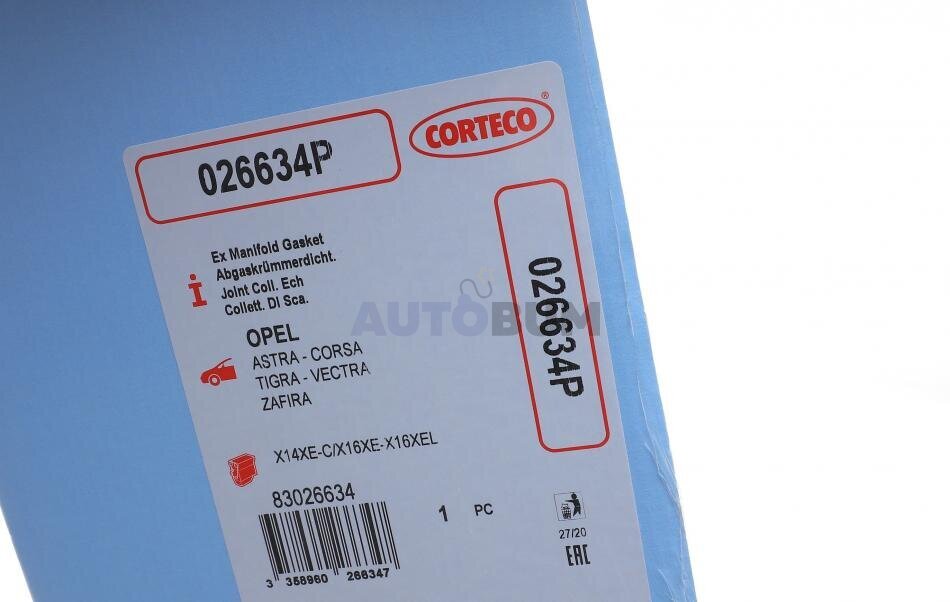 026634P
CORTECO®
Ex Manifold Gasket
Abgaskrümmerdicht.
Joint Coll. Ech
Collett. DI Sca.
i
026634P
AUTOBUM
OPEL
ASTRA - CORSA
TIGRA - VECTRA
ZAFIRA
X14XE-C/X16XE-X16XEL
83026634
1 PC
27/20
EAC
3 358960 266347